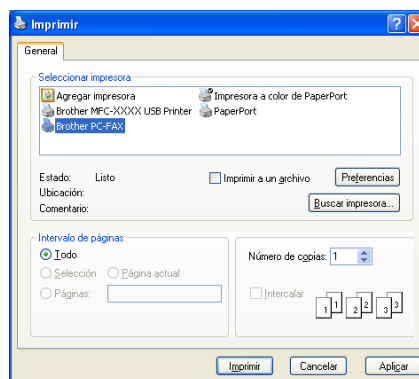 Imprimir
General
Seleccionar impresora
Agregar impresora
Impresora a color de PaperPort
Brother MFC-XXXX USB Printer
PaperPort
Brother PC-FAX
Estado: Listo
Imprimir a un archivo
Preferencias
Ubicación:
Comentario:
Buscar impresora...
Intervalo de páginas
Todo
Selección
Página actual
Páginas:
Número de copias: 1
Intercalar
1 1 2 2 3 3
Imprimir
Cancelar
Aplicar